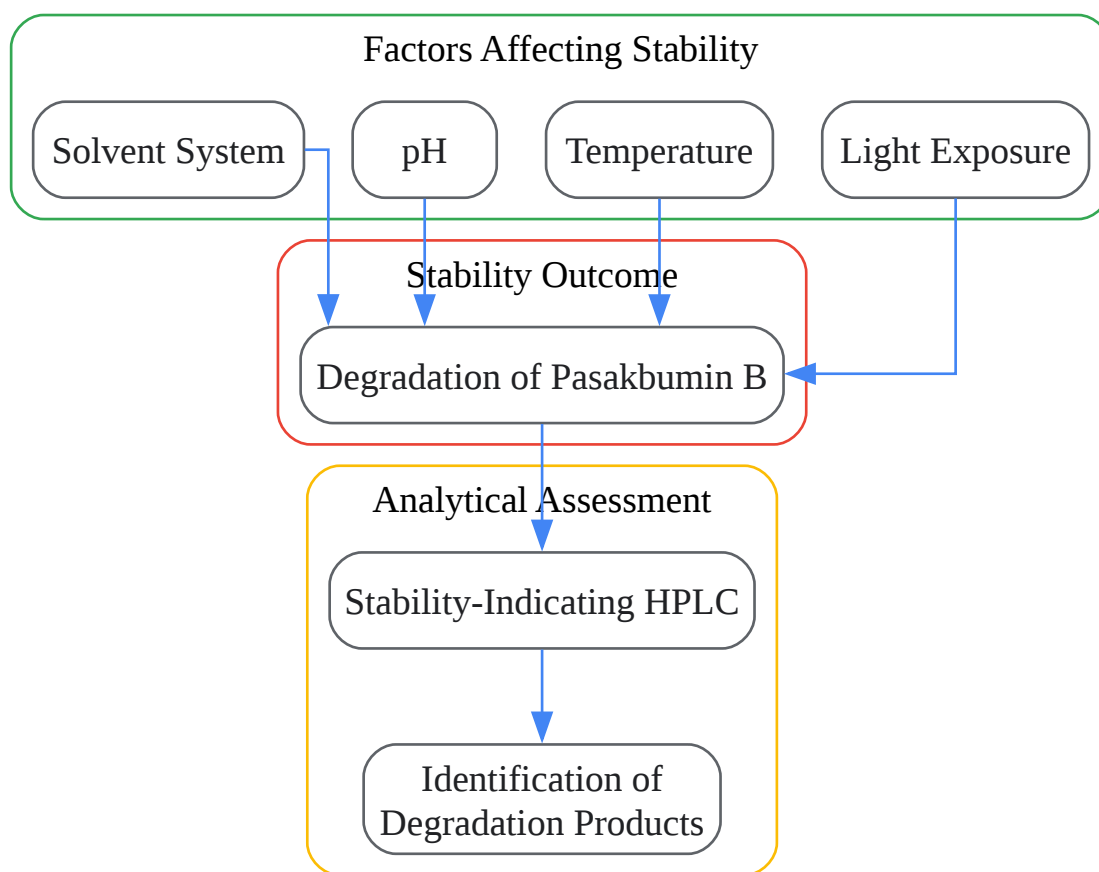 Factors Affecting Stability
Solvent System
pH
Temperature
Light Exposure
Stability Outcome
Degradation of Pasakbumin B
Analytical Assessment
Stability-Indicating HPLC
Identification of
Degradation Products